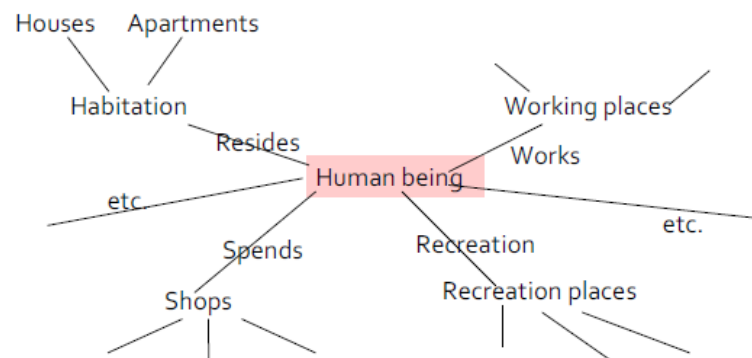 Houses Apartments
Habitation Working places
Resides Works
Human being
etc. etc.
Spends Recreation
Shops Recreation places